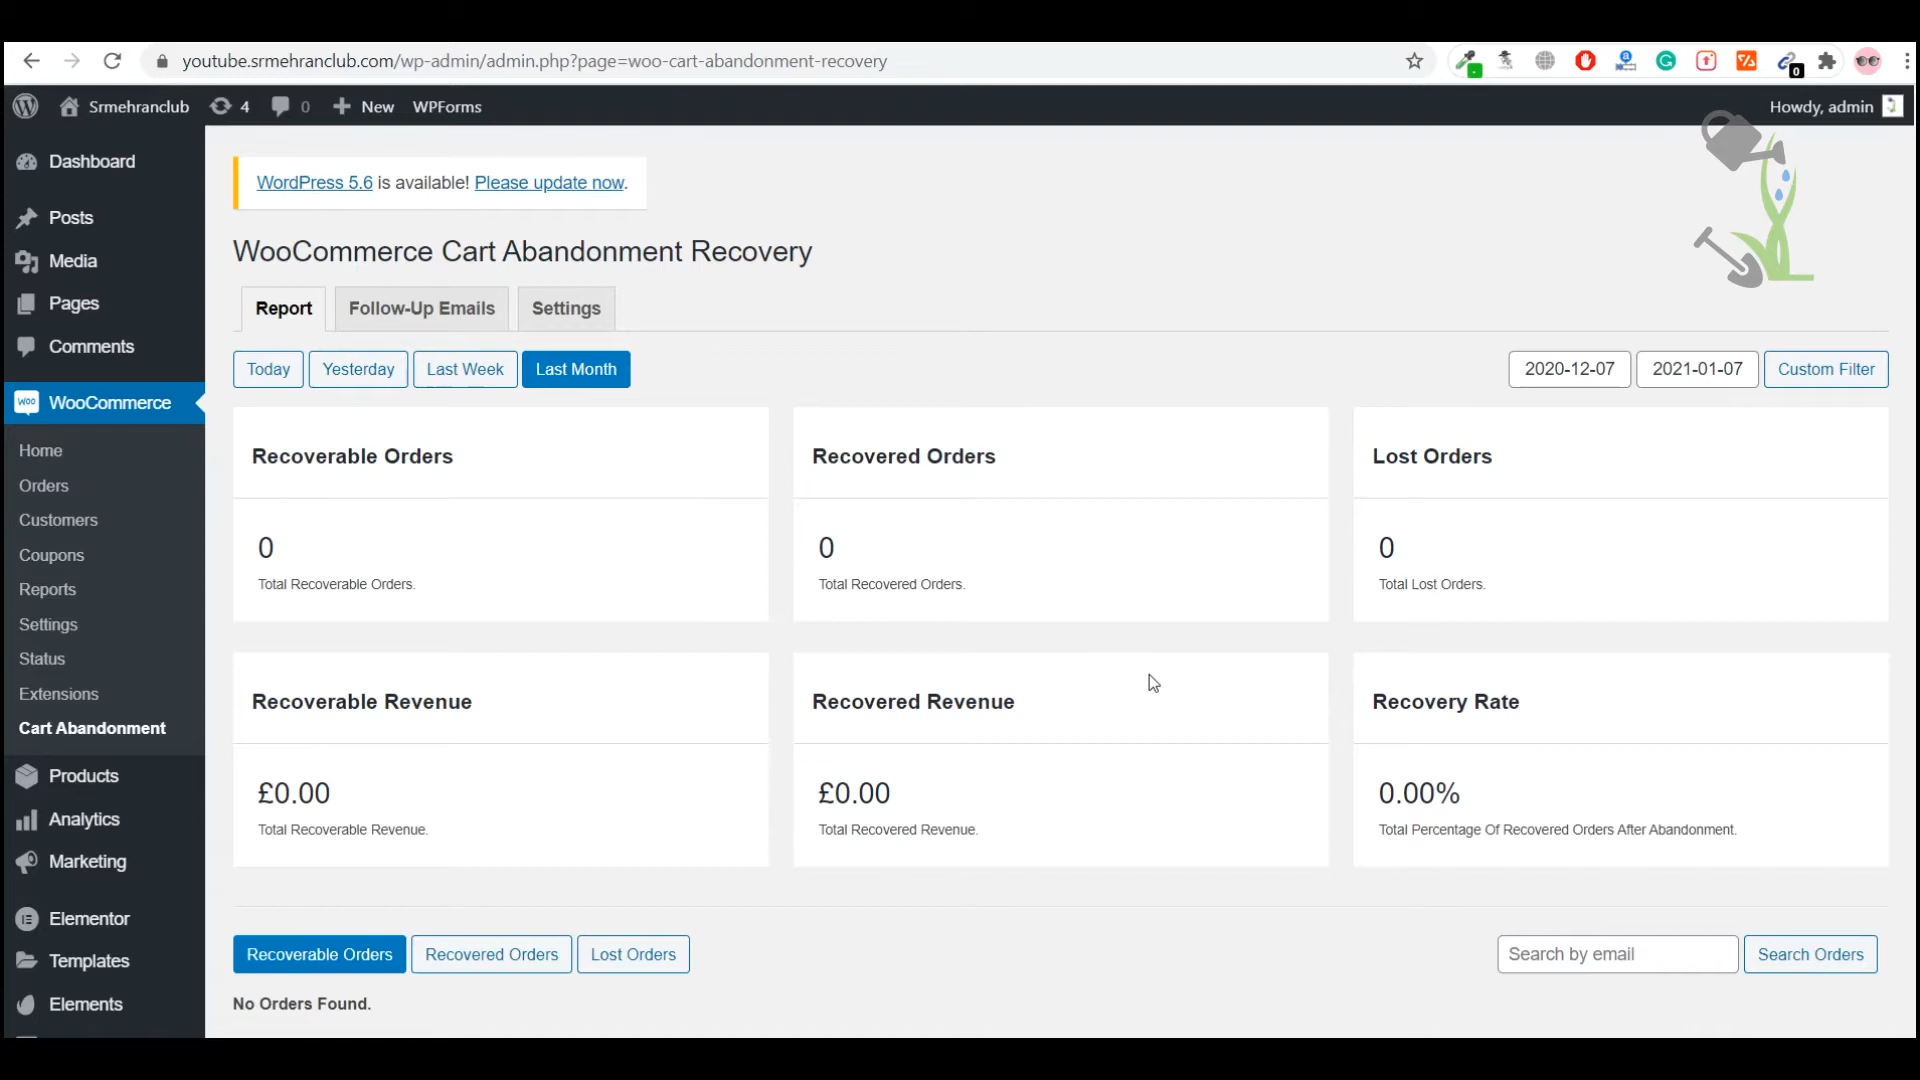 youtube.srmehranclub.com/wp-admin/admin.php?page=woo-cart-abandonment-recovery
0
Srmehranclub 4 0 New WPForms Howdy, admin
Dashboard
Posts
Media
Pages
Comments
woo WooCommerce
Home
Orders
Customers
Coupons
Reports
Settings
Status
Extensions
Cart Abandonment
Products
Analytics
Marketing
Elementor
Templates
Elements
WordPress 5.6 is available! Please update now.
WooCommerce Cart Abandonment Recovery
Report Follow-Up Emails Settings
Today Yesterday Last Week Last Month 2020-12-07 2021-01-07 Custom Filter
Recoverable Orders
0
Total Recoverable Orders.
Recovered Orders
0
Total Recovered Orders.
Lost Orders
0
Total Lost Orders.
Recoverable Revenue
£0.00
Total Recoverable Revenue.
Recovered Revenue
£0.00
Total Recovered Revenue.
Recovery Rate
0.00%
Total Percentage Of Recovered Orders After Abandonment.
Recoverable Orders Recovered Orders Lost Orders Search by email Search Orders
No Orders Found.